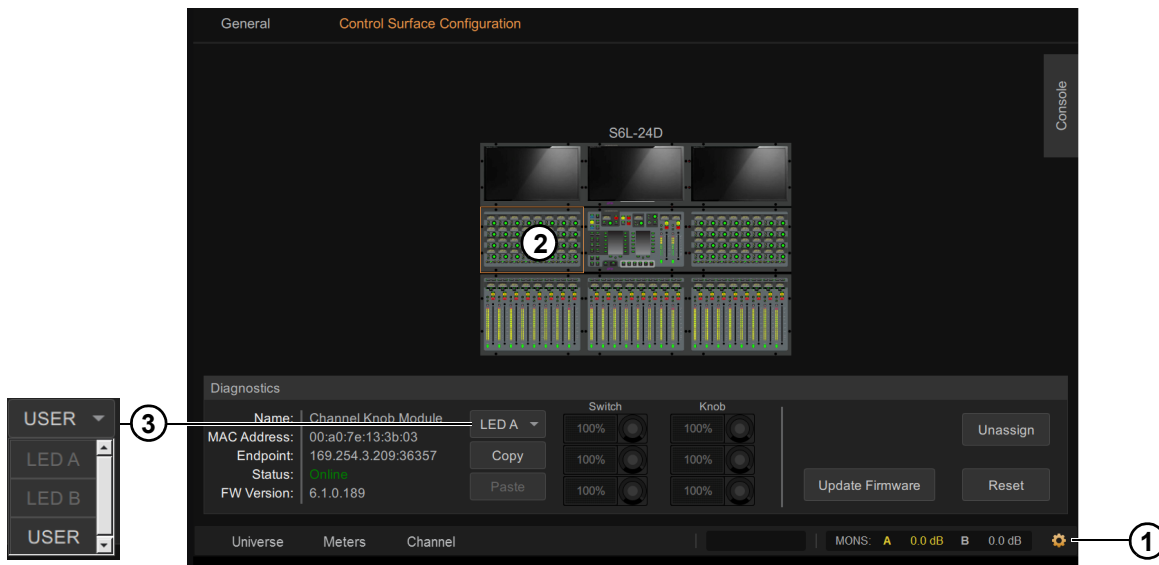 General Control Surface Configuration
Console
S6L-24D
2
Diagnostics
Switch Knob
Name: Channel Knob Module LED A 100% 100%
MAC Address: 00:a0:7e:13:3b:03
Endpoint: 169.254.3.209:36357 Copy 100% 100%
Status: Online
FW Version: 6.1.0.189 Paste 100% 100%
Unassign
Update Firmware Reset
USER
3
LED A
LED B
USER
Universe Meters Channel MONS: A 0.0 dB B 0.0 dB
1